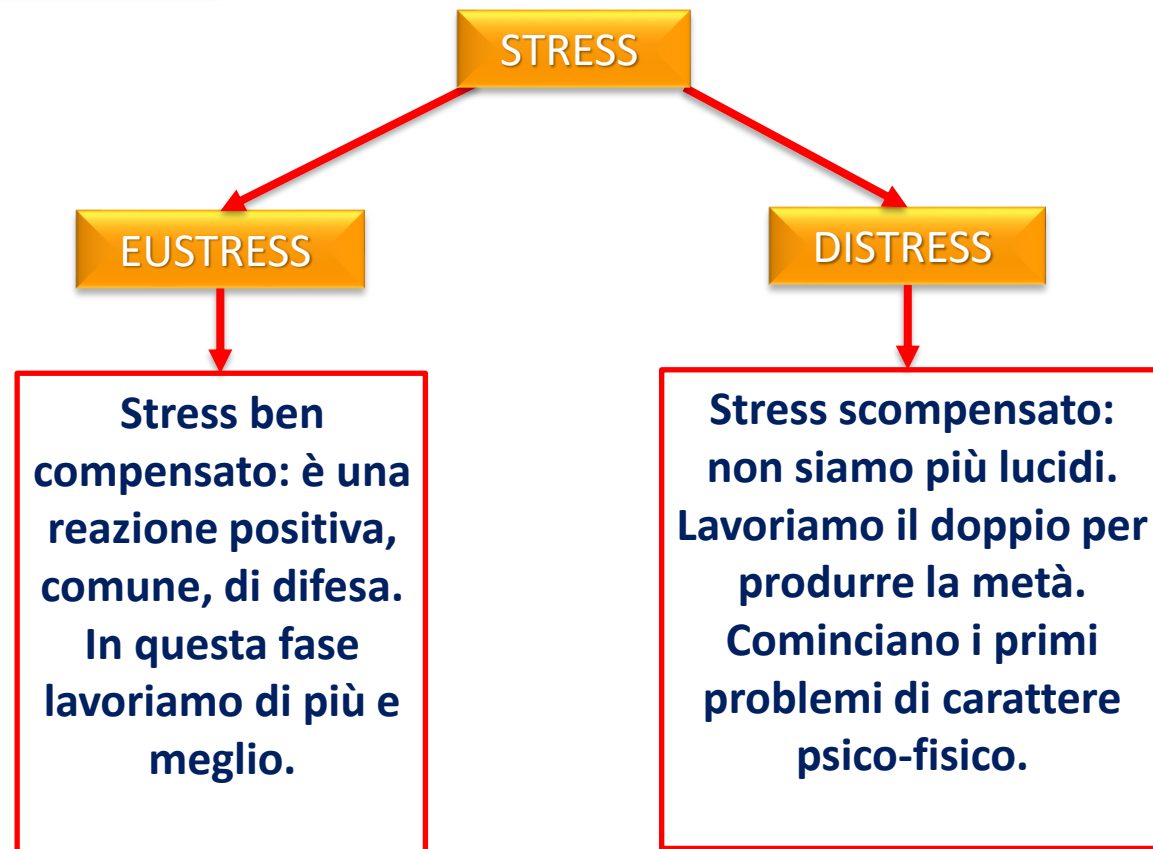 STRESS
EUSTRESS
DISTRESS
Stress ben
compensato: è una
reazione positiva,
comune, di difesa.
In questa fase
lavoriamo di più e
meglio.
Stress scompensato:
non siamo più lucidi.
Lavoriamo il doppio per
produrre la metà.
Cominciano i primi
problemi di carattere
psico-fisico.